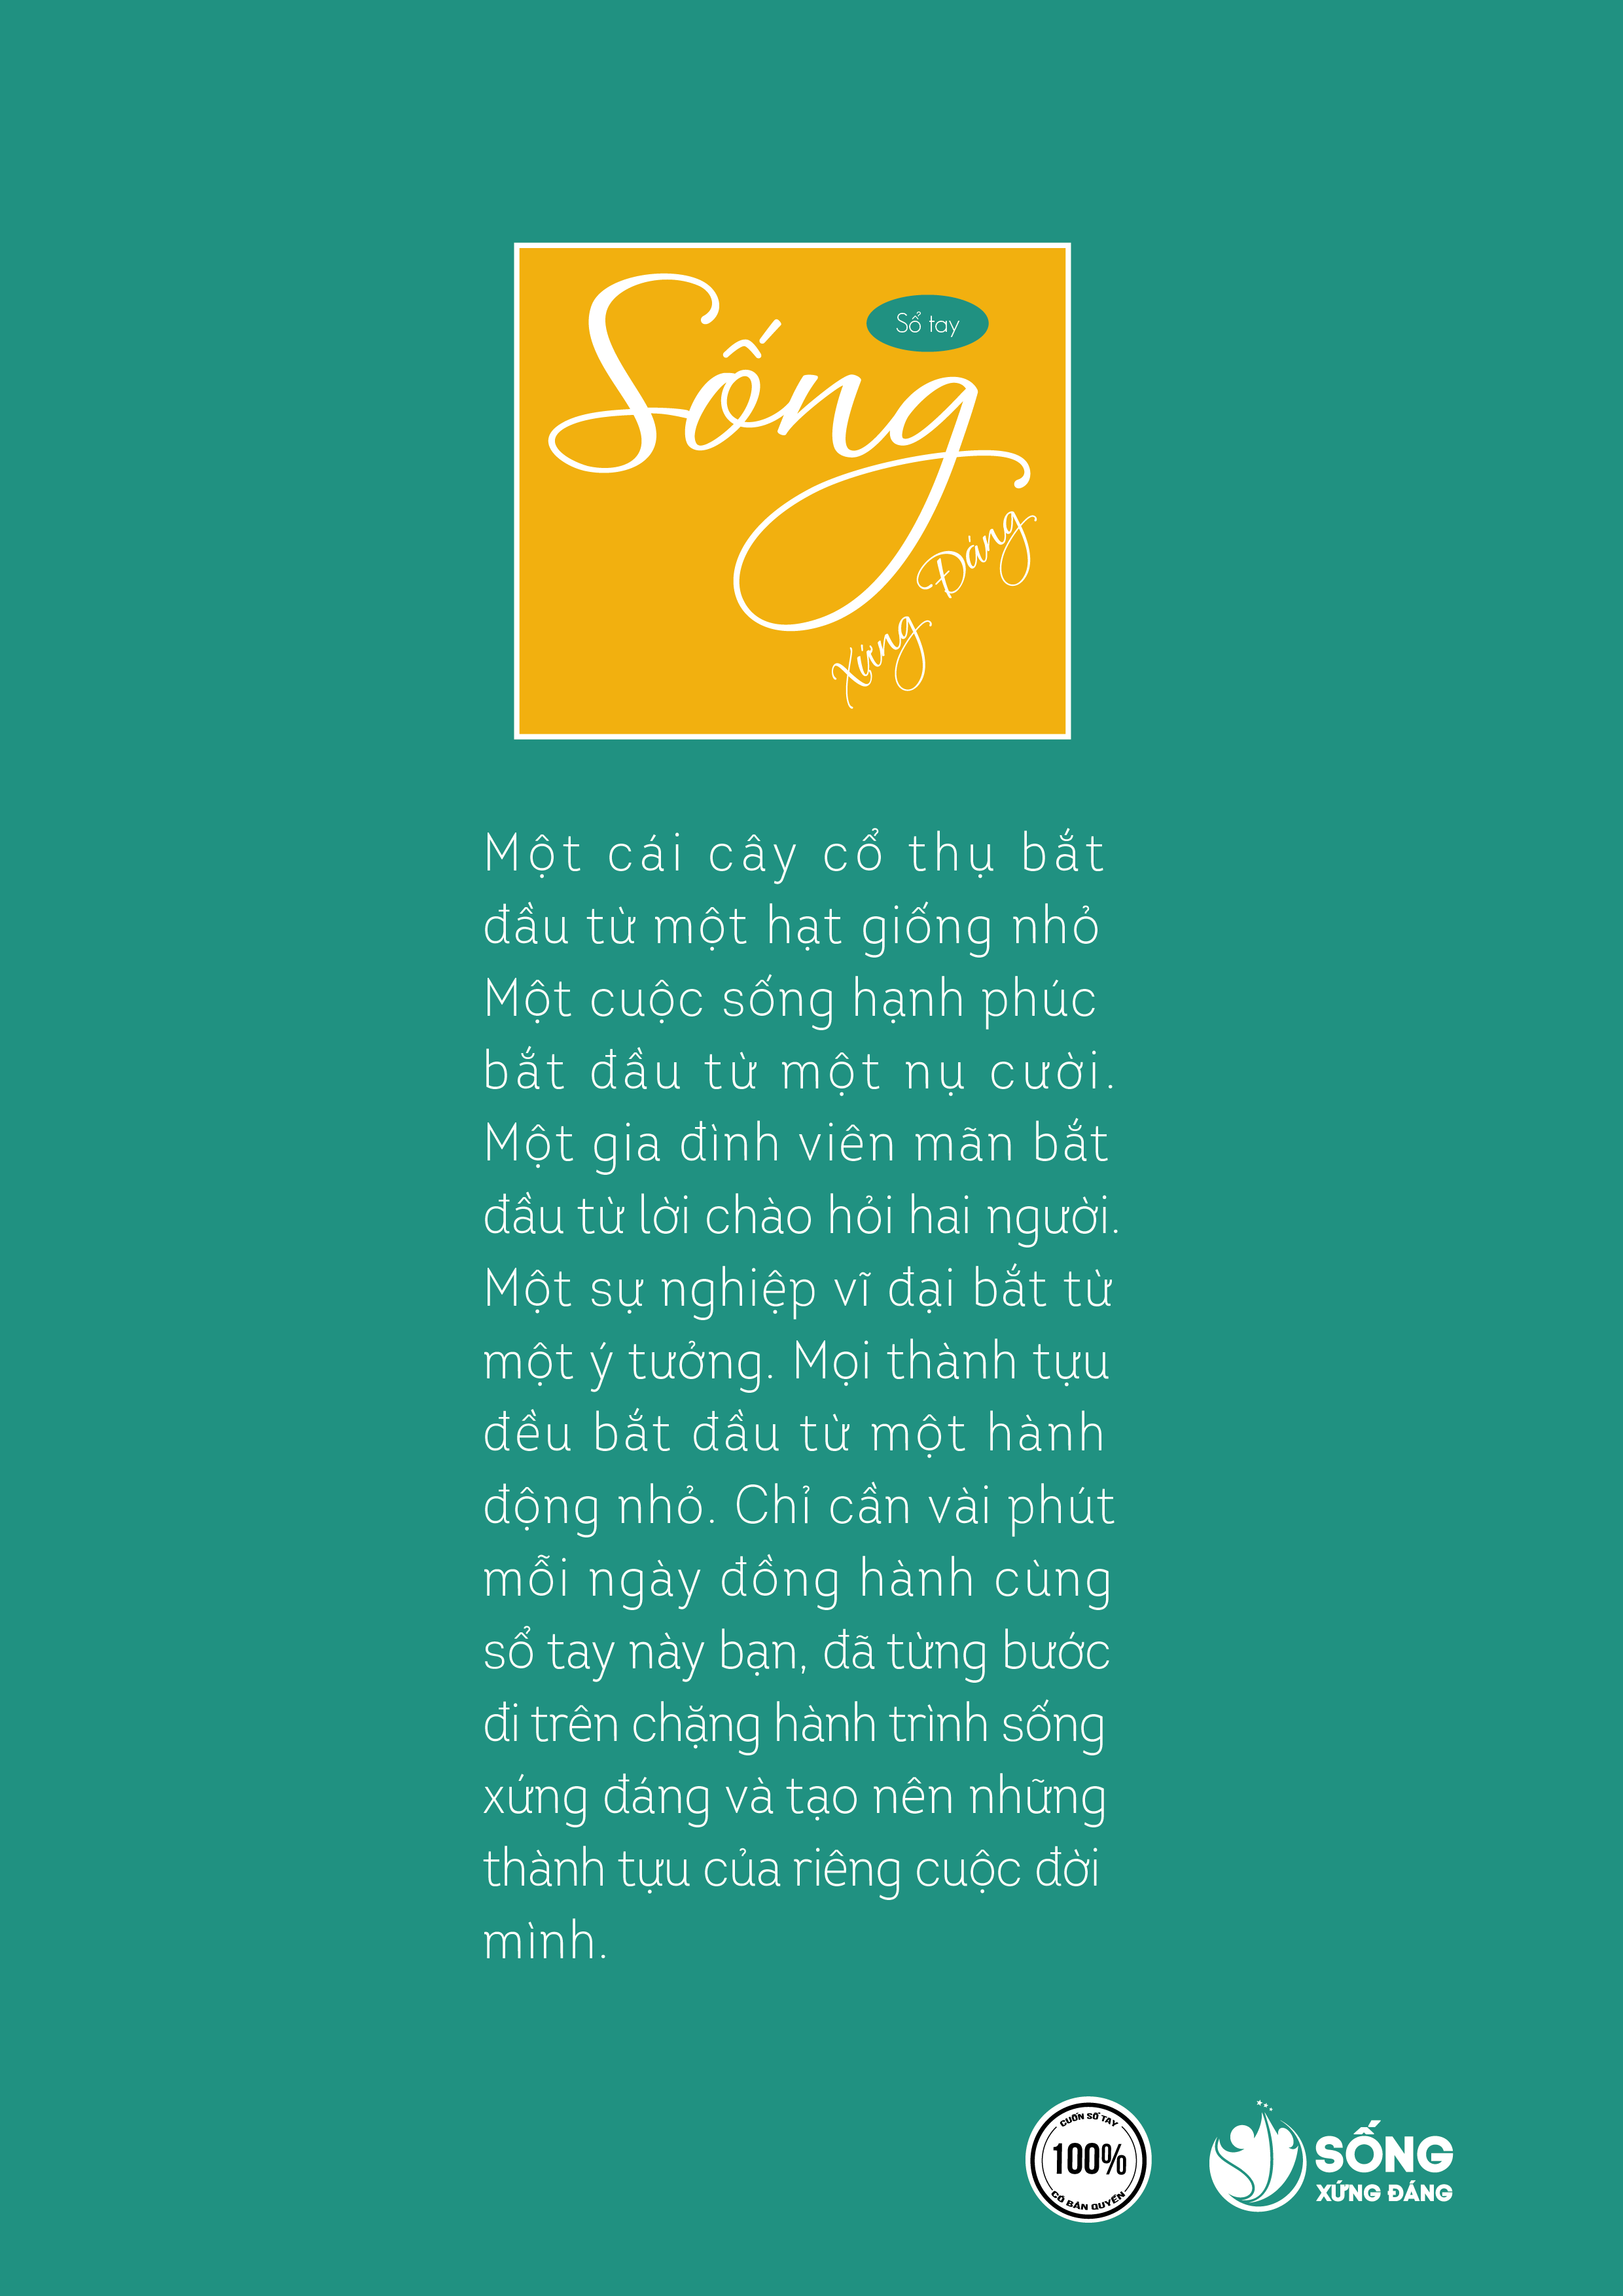 Sổ tay
Sống
Xứng Đáng
Một cái cây cổ thụ bắt
đầu từ một hạt giống nhỏ
Một cuộc sống hạnh phúc
bắt đầu từ một nụ cười.
Một gia đình viên mãn bắt
đầu từ lời chào hỏi hai người.
Một sự nghiệp vĩ đại bắt từ
một ý tưởng. Mọi thành tựu
đều bắt đầu từ một hành
động nhỏ. Chỉ cần vài phút
mỗi ngày đồng hành cùng
sổ tay này bạn, đã từng bước
đi trên chặng hành trình sống
xứng đáng và tạo nên những
thành tựu của riêng cuộc đời
mình.
CUỐN SỔ TAY
100%
CÓ BẢN QUYỀN
SỐNG
XỨNG ĐÁNG